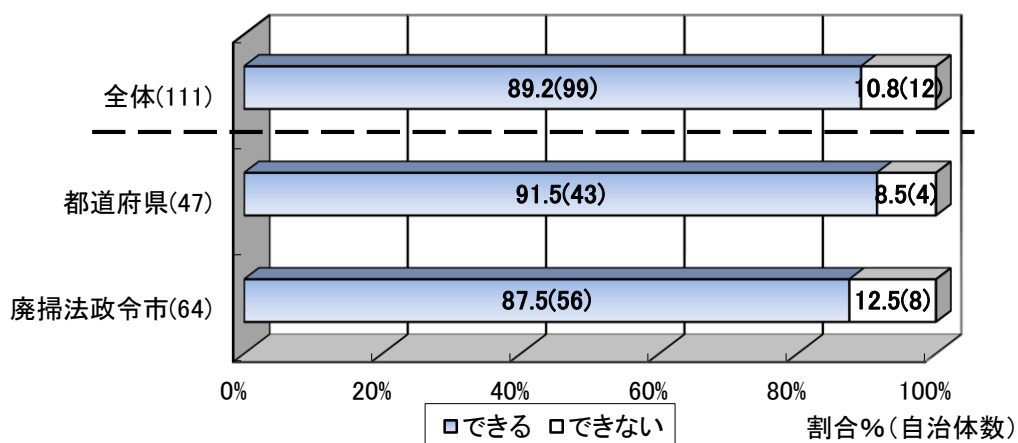 全体(111)
89.2(99)
10.8(12)
都道府県(47)
91.5(43)
8.5(4)
廃掃法政令市(64)
87.5(56)
12.5(8)
0%
20%
40%
60%
80%
100%
できる
できない
割合%(自治体数)